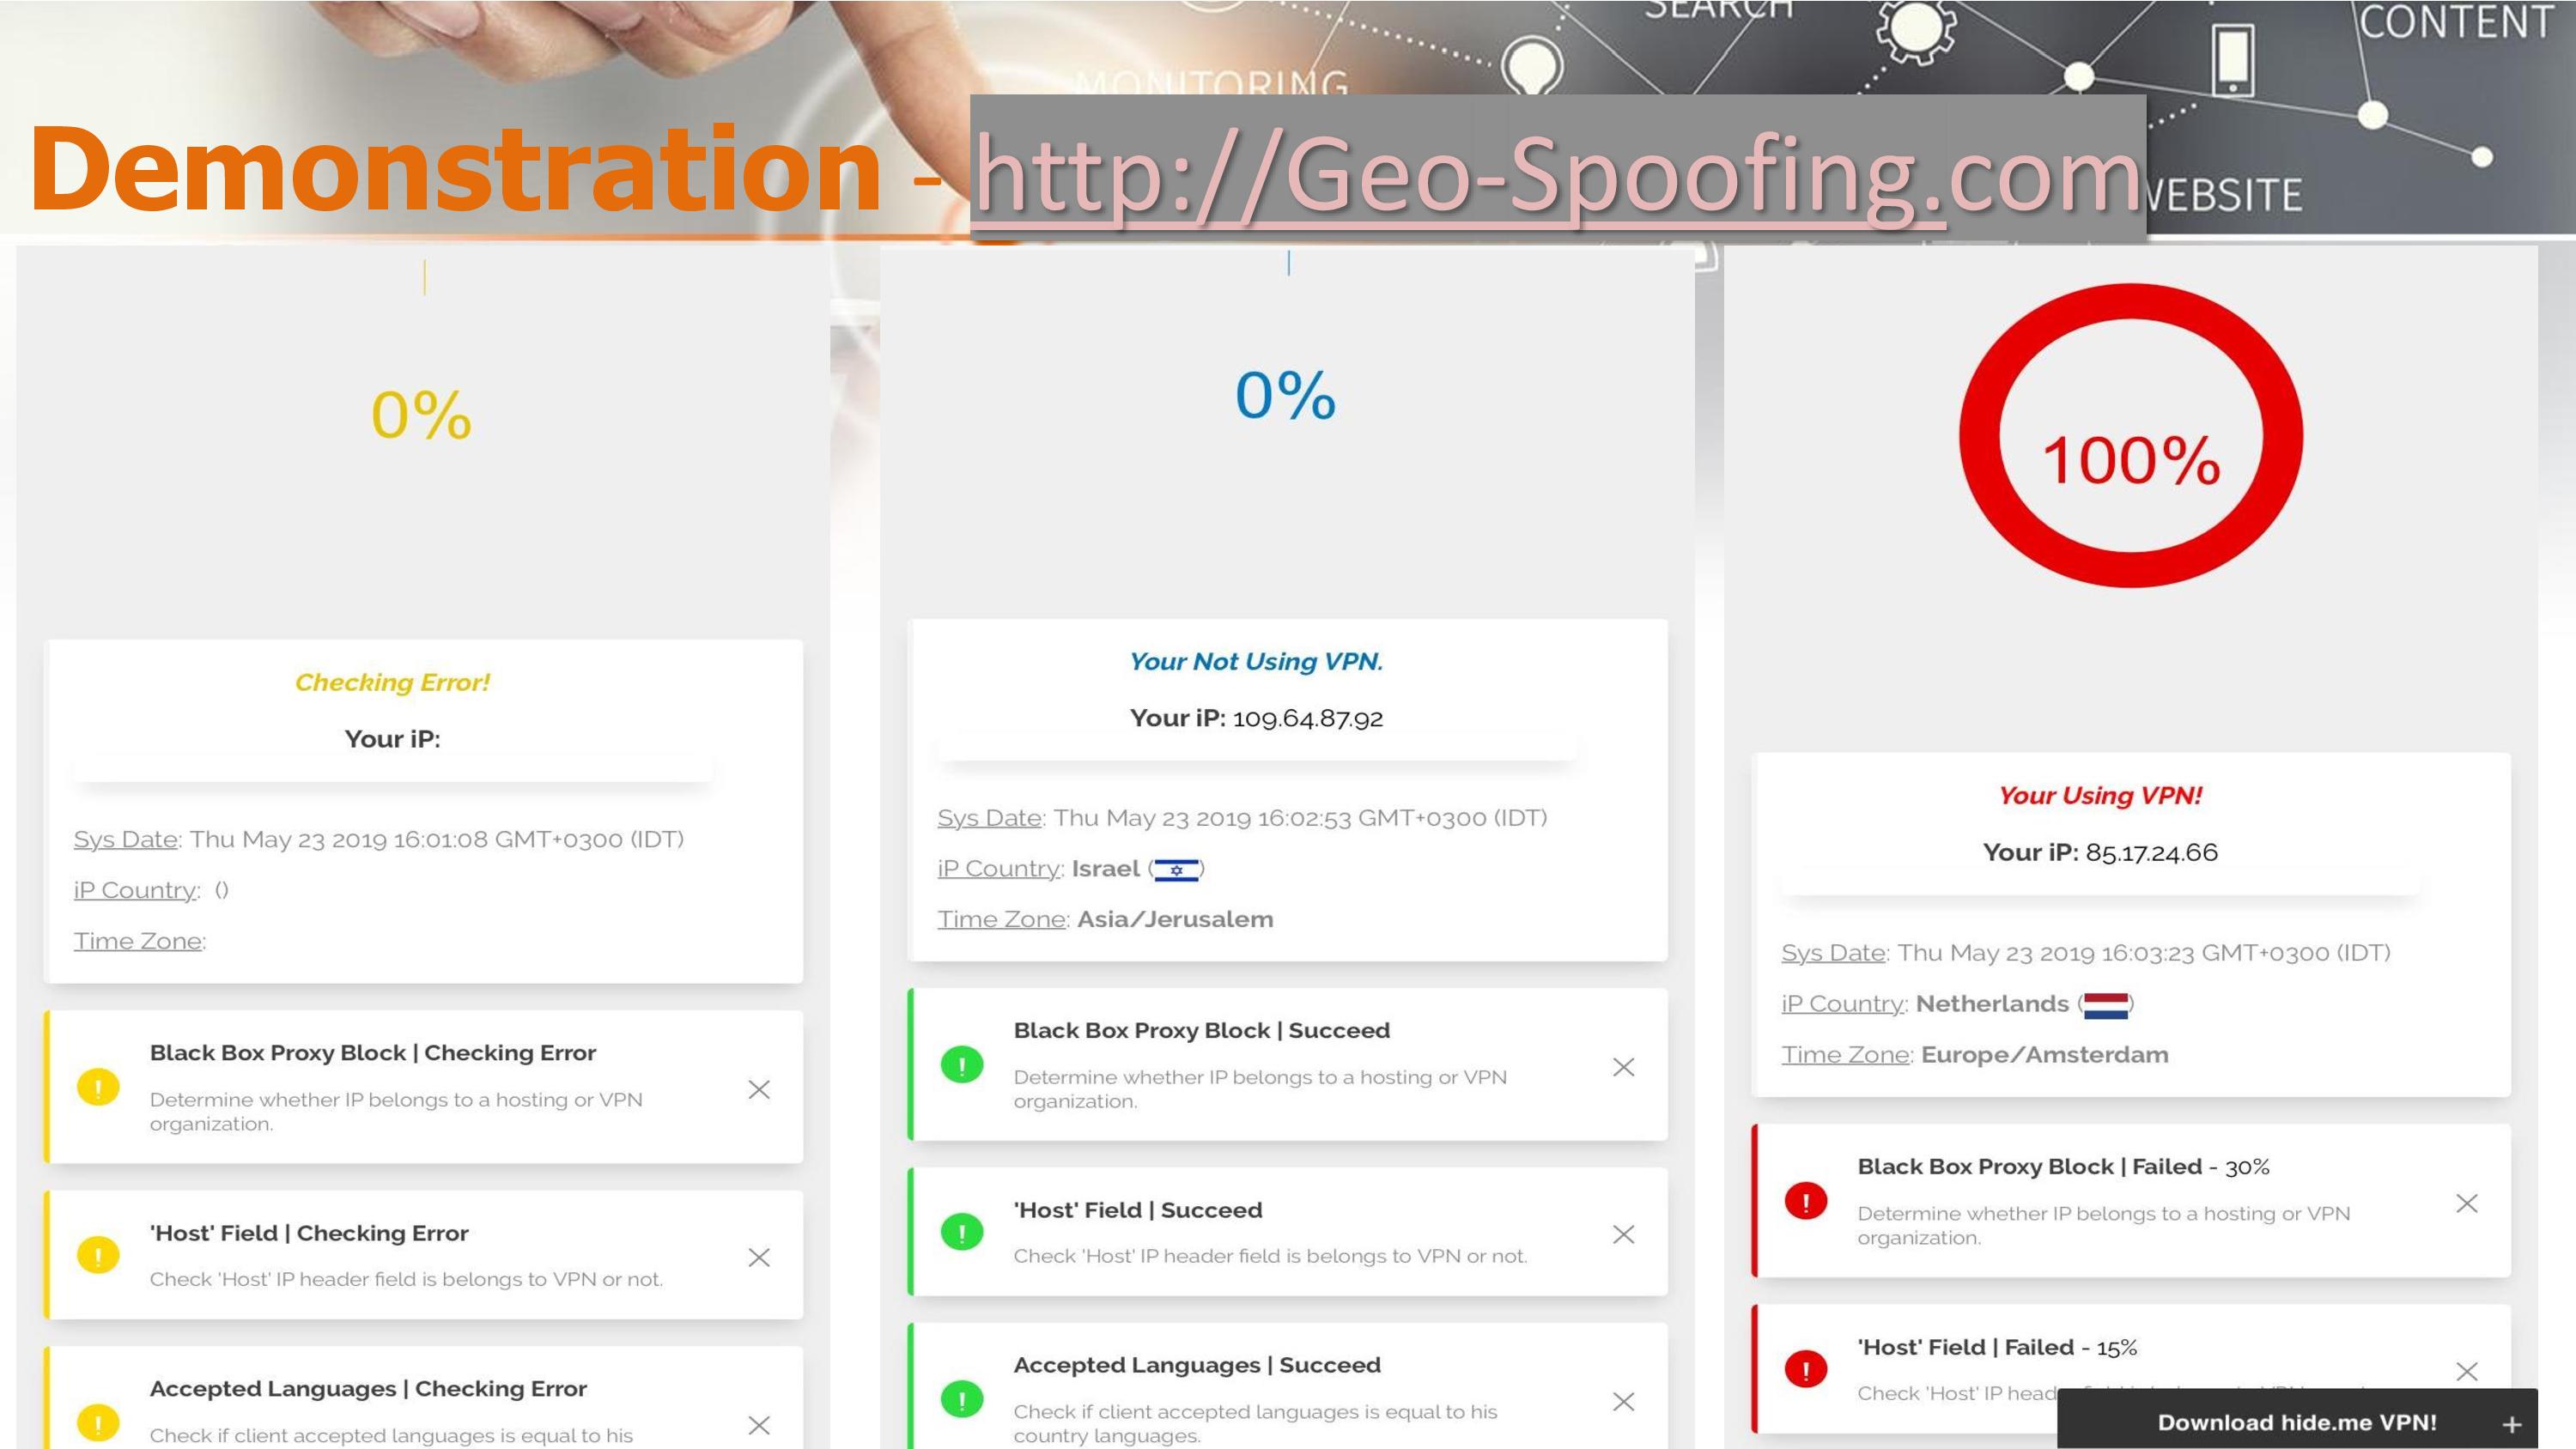 SEARCH
CONTENT
MONITORING
Demonstration - http://Geo-Spoofing.com
WEBSITE
0%
Checking Error!
Your iP:
Sys Date: Thu May 23 2019 16:01:08 GMT+0300 (IDT)
iP Country: ()
Time Zone:
Black Box Proxy Block | Checking Error
Determine whether IP belongs to a hosting or VPN
organization.
'Host' Field | Checking Error
Check 'Host' IP header field is belongs to VPN or not.
Accepted Languages | Checking Error
Check if client accepted languages is equal to his
0%
Your Not Using VPN.
Your iP: 109.64.87.92
Sys Date: Thu May 23 2019 16:02:53 GMT+0300 (IDT)
iP Country: Israel ()
Time Zone: Asia/Jerusalem
Black Box Proxy Block | Succeed
Determine whether IP belongs to a hosting or VPN
organization.
'Host' Field | Succeed
Check 'Host' IP header field is belongs to VPN or not.
Accepted Languages | Succeed
Check if client accepted languages is equal to his
country languages.
100%
Your Using VPN!
Your iP: 85.17.24.66
Sys Date: Thu May 23 2019 16:03:23 GMT+0300 (IDT)
iP Country: Netherlands ()
Time Zone: Europe/Amsterdam
Black Box Proxy Block | Failed - 30%
Determine whether IP belongs to a hosting or VPN
organization.
'Host' Field | Failed - 15%
Check 'Host' IP
Download hide.me VPN! +